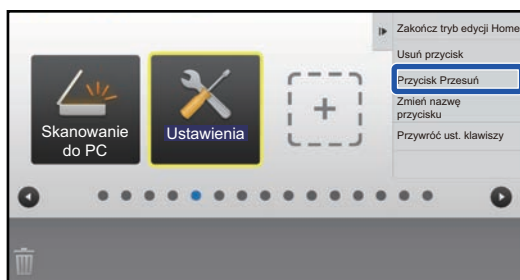 Zakończ tryb edycji Home
Usuń przycisk
Przycisk Przesuń
Zmień nazwę
przycisku
Przywróć ust. klawiszy
Skanowanie
do PC
Ustawienia